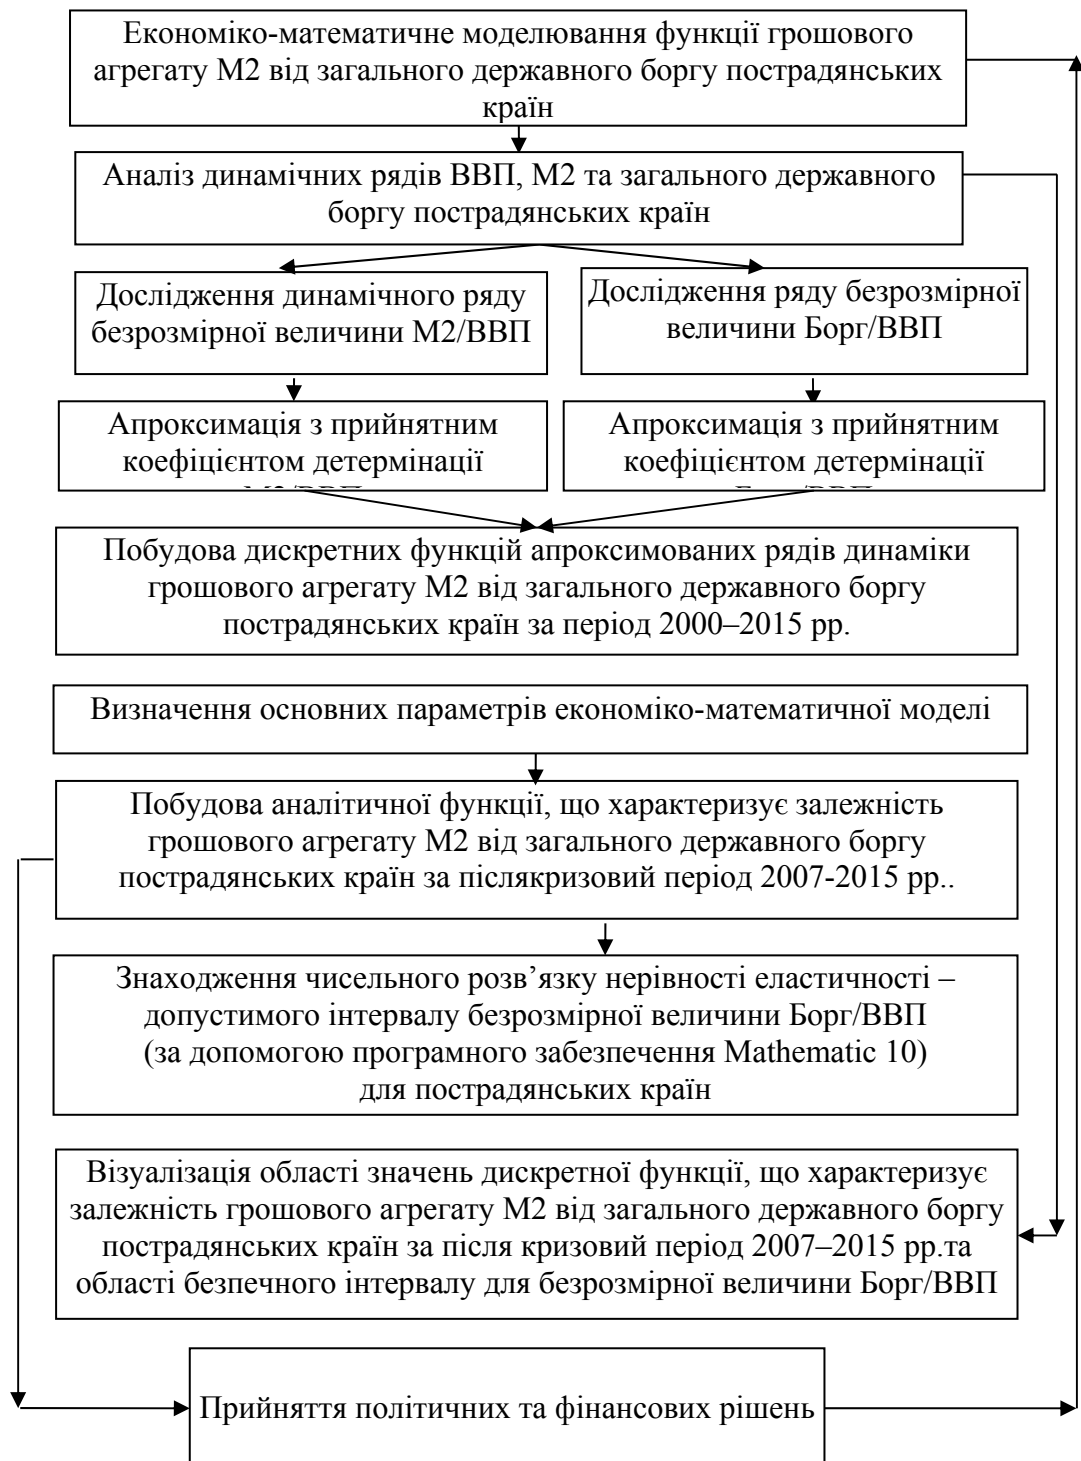 Економіко-математичне моделювання функції грошового
агрегату М2 від загального державного боргу пострадянських
країн
Аналіз динамічних рядів ВВП, М2 та загального державного
боргу пострадянських країн
Дослідження динамічного ряду
безрозмірної величини М2/ВВП
Дослідження ряду безрозмірної
величини Борг/ВВП
Апроксимація з прийнятним
коефіцієнтом детермінації
Апроксимація з прийнятним
коефіцієнтом детермінації
Побудова дискретних функцій апроксимованих рядів динаміки
грошового агрегату М2 від загального державного боргу
пострадянських країн за період 2000–2015 рр.
Визначення основних параметрів економіко-математичної моделі
Побудова аналітичної функції, що характеризує залежність
грошового агрегату М2 від загального державного боргу
пострадянських країн за післякризовий період 2007-2015 рр..
Знаходження чисельного розв’язку нерівності еластичності –
допустимого інтервалу безрозмірної величини Борг/ВВП
(за допомогою програмного забезпечення Mathematic 10)
для пострадянських країн
Візуалізація області значень дискретної функції, що характеризує
залежність грошового агрегату М2 від загального державного боргу
пострадянських країн за після кризовий період 2007–2015 рр.та
області безпечного інтервалу для безрозмірної величини Борг/ВВП
Прийняття політичних та фінансових рішень